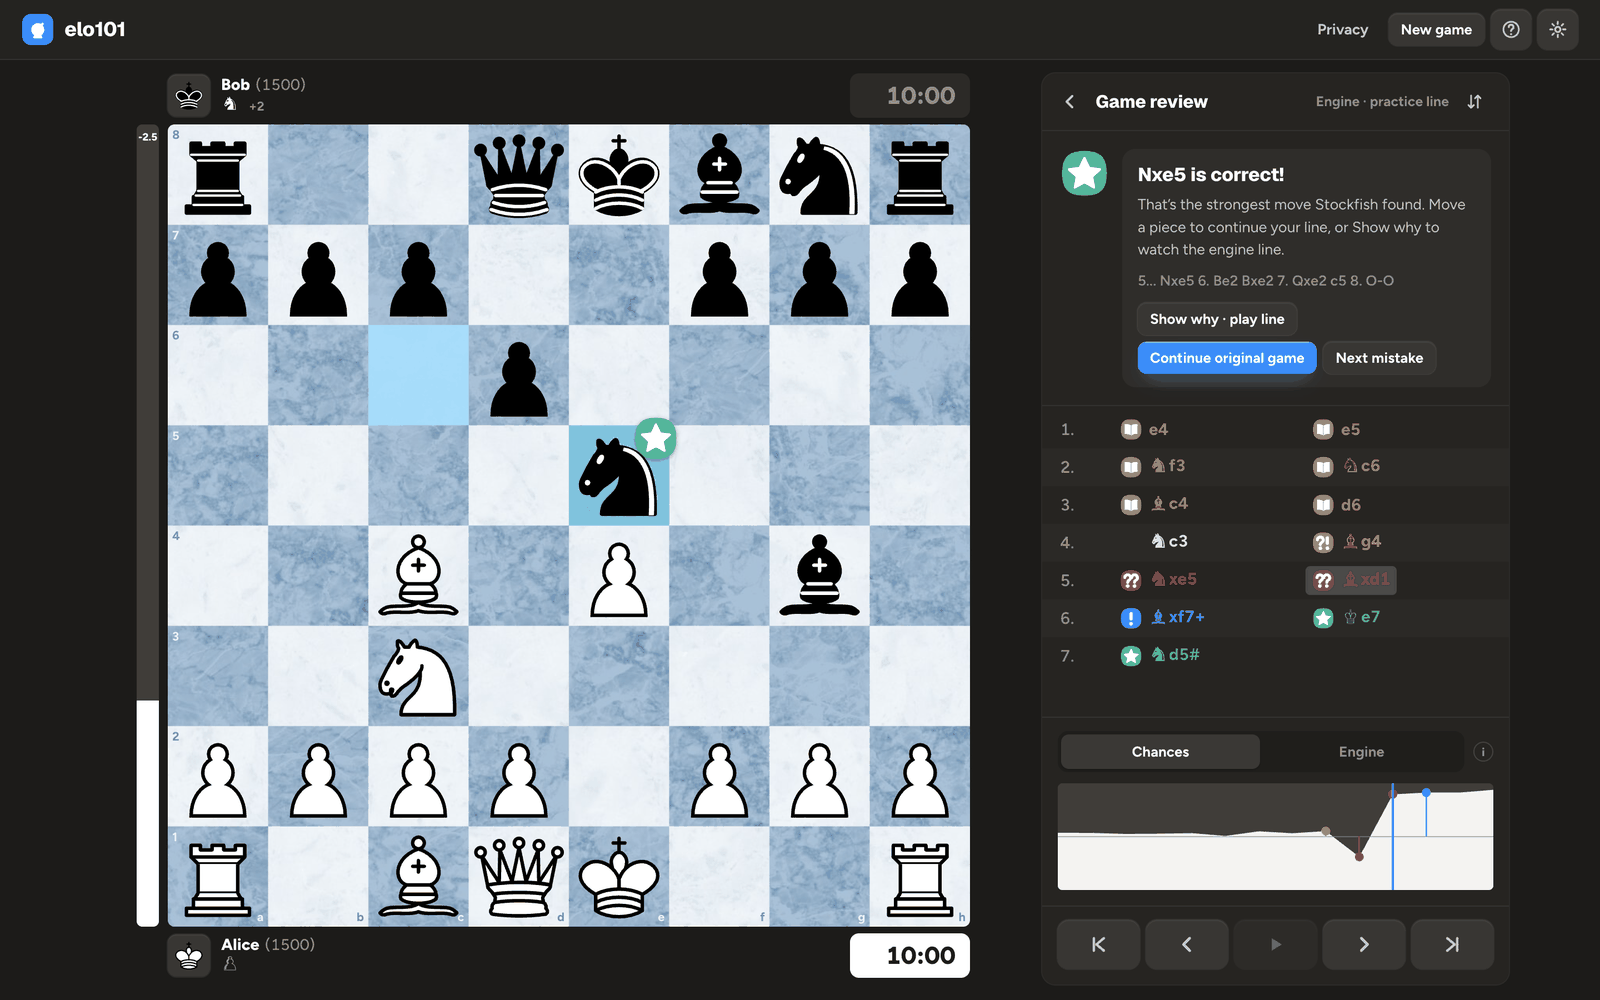 elo101
Privacy
New game
Bob (1500)
+2
10:00
-2.5
8
7
6
5
4
3
2
1
a
b
c
d
e
f
g
h
Alice (1500)
10:00
Game review
Engine · practice line
Nxe5 is correct!
That's the strongest move Stockfish found. Move
a piece to continue your line, or Show why to
watch the engine line.
5... Nxe5 6. Be2 Bxe2 7. Qxe2 c5 8. O-O
Show why · play line
Continue original game
Next mistake
1. e4 e5
2. ♞f3 ♘c6
3. ♝c4 d6
4. ♞c3 ?! ♗g4
5. ?? ♞xe5 ?? ♗xd1
6. ! ♝xf7+ ♔e7
7. ♞d5#
Chances
Engine
i